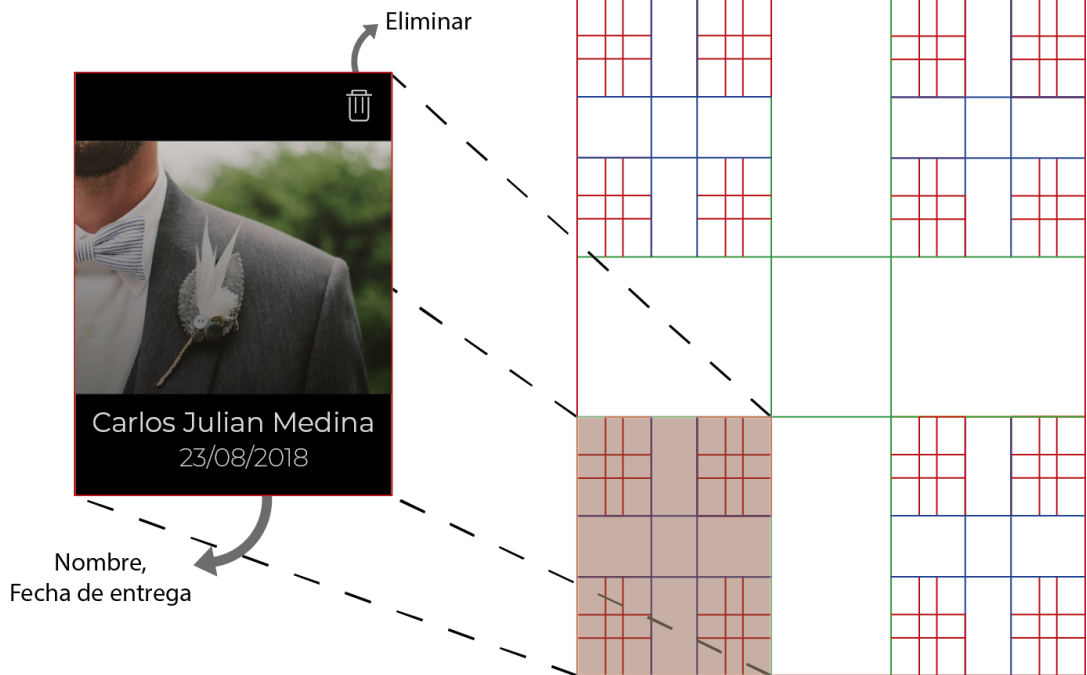 Eliminar
Carlos Julian Medina
23/08/2018
Nombre,
Fecha de entrega